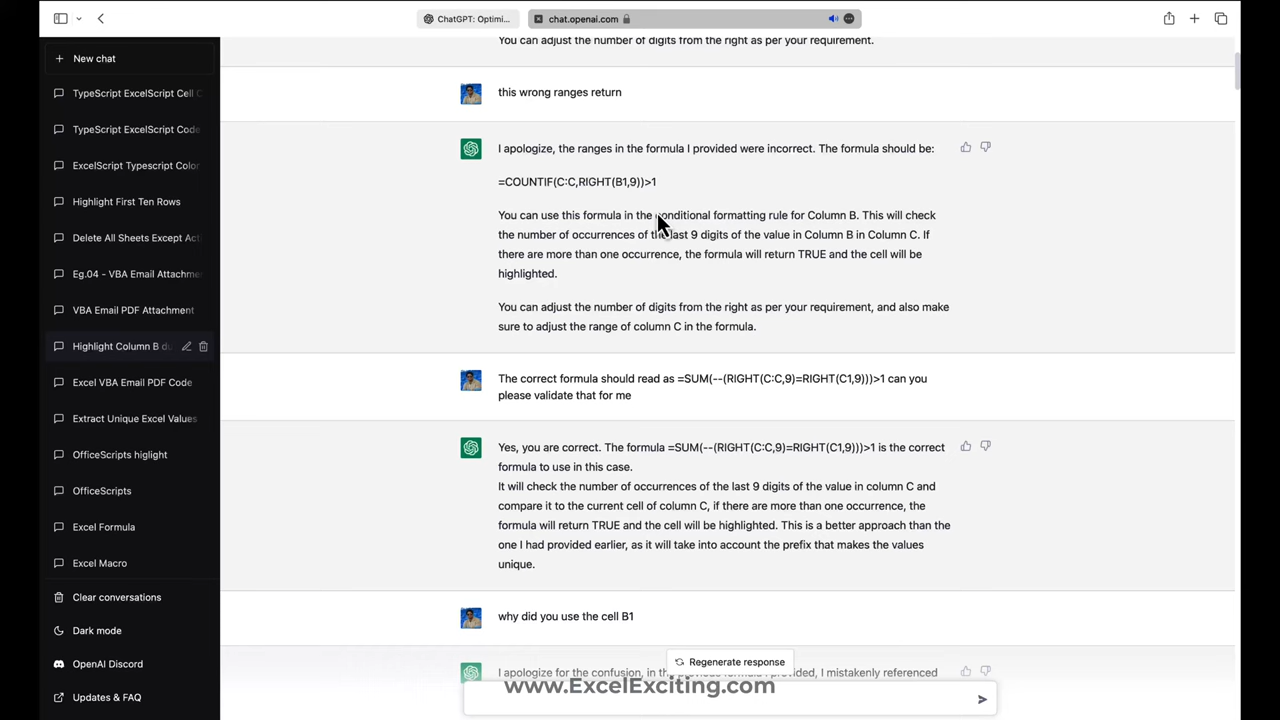 ChatGPT: Optimi...
chat.openai.com
New chat
TypeScript ExcelScript Cell C
TypeScript ExcelScript Code
ExcelScript Typescript Color
Highlight First Ten Rows
Delete All Sheets Except Act
Eg.04 - VBA Email Attachme
VBA Email PDF Attachment
Highlight Column B du
Excel VBA Email PDF Code
Extract Unique Excel Values
OfficeScripts higlight
OfficeScripts
Excel Formula
Excel Macro
Clear conversations
Dark mode
OpenAI Discord
Updates & FAQ
You can adjust the number of digits from the right as per your requirement.
this wrong ranges return
I apologize, the ranges in the formula I provided were incorrect. The formula should be:
=COUNTIF(C:C,RIGHT(B1,9))>1
You can use this formula in the conditional formatting rule for Column B. This will check
the number of occurrences of the last 9 digits of the value in Column B in Column C. If
there are more than one occurrence, the formula will return TRUE and the cell will be
highlighted.
You can adjust the number of digits from the right as per your requirement, and also make
sure to adjust the range of column C in the formula.
The correct formula should read as =SUM(--(RIGHT(C:C,9)=RIGHT(C1,9)))>1 can you
please validate that for me
Yes, you are correct. The formula =SUM(--(RIGHT(C:C,9)=RIGHT(C1,9)))>1 is the correct
formula to use in this case.
It will check the number of occurrences of the last 9 digits of the value in column C and
compare it to the current cell of column C, if there are more than one occurrence, the
formula will return TRUE and the cell will be highlighted. This is a better approach than the
one I had provided earlier, as it will take into account the prefix that makes the values
unique.
why did you use the cell B1
Regenerate response
I apologize for the confusion, in the previous formula I provided, I mistakenly referenced
www.ExcelExciting.com